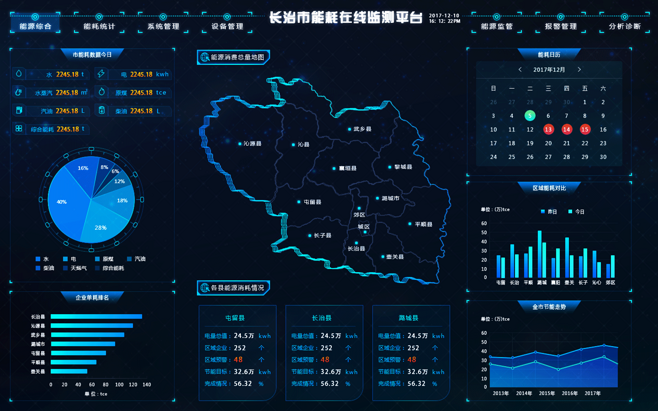 能源综合
能耗统计
系统管理
设备管理
长治市能耗在线监测平台
2017-12-10
16: 12: 22PM
能源监管
报警管理
分析诊断
市能耗数据今日
水 2245.18 t
电 2245.18 kwh
水蒸汽 2245.18 m³
原煤 2245.18 tce
汽油 2245.18 L
柴油 2245.18 L
综合能耗 2245.18 t
16%
8%
6%
12%
18%
28%
40%
水 电 原煤 汽油
柴油 天然气 综合能耗
企业单耗排名
长治县
沁源县
武乡县
潞城市
屯留县
平顺县
壶关县
0 20 40 60 80 100 120 140
单位：tce
能源消费总量地图
武乡县
沁源县
沁县
襄垣县
黎城县
屯留县
潞城市
郊区
平顺县
城区
长子县
长治县
壶关县
各县能源消耗情况
屯留县
电量总值： 24.5万 kwh
区域企业： 252 个
区域预警： 48 个
节能目标： 32.6万 kwh
完成情况： 56.32 %
长治县
电量总值： 24.5万 kwh
区域企业： 252 个
区域预警： 48 个
节能目标： 32.6万 kwh
完成情况： 56.32 %
潞城县
电量总值： 24.5万 kwh
区域企业： 252 个
区域预警： 48 个
节能目标： 32.6万 kwh
完成情况： 56.32 %
能耗日历
2017年12月
日 一 二 三 四 五 六
26 27 28 29 30 1 2
3 4 5 6 7 8 9
10 11 12 13 14 15 16
17 18 19 20 21 22 23
24 25 26 27 28 29 30
区域能耗对比
单位：(万)tce
昨日 今日
60
50
40
30
20
10
0
屯留 长治 平顺 潞城 襄垣 壶关 长子 沁县 郊区
全市节能走势
单位：(万)tce
60
50
40
30
20
10
0
2013年 2014年 2015年 2016年 2017年